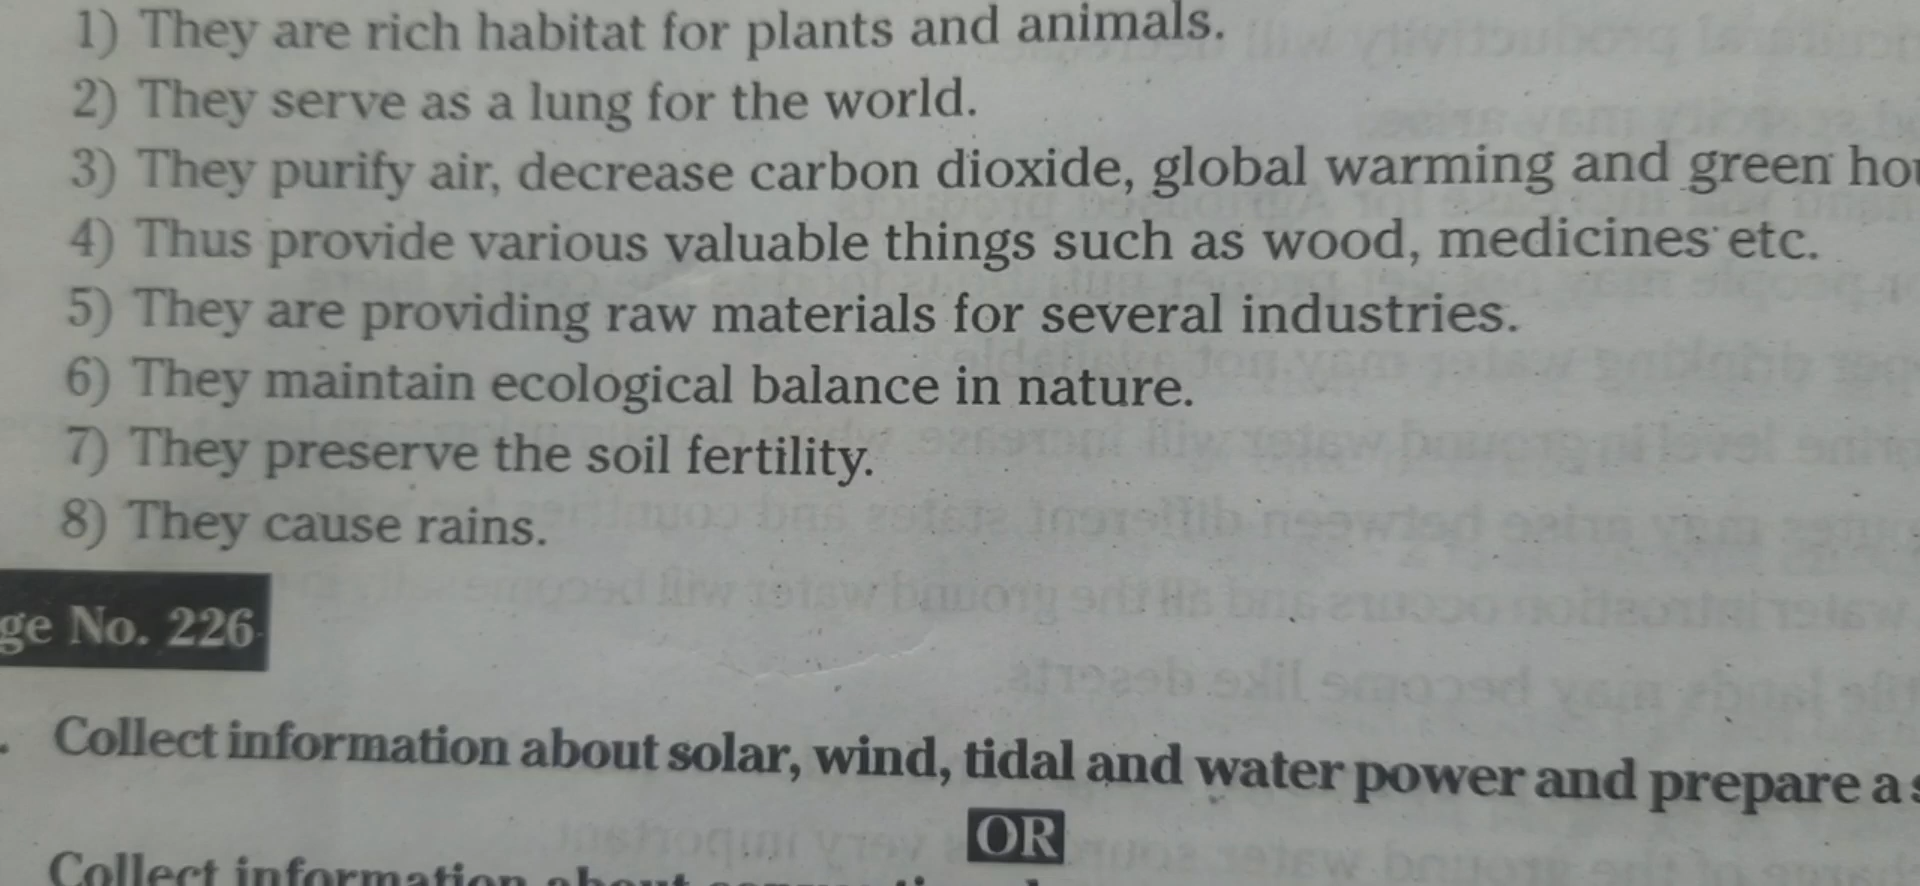 1) They are rich habitat for plants and animals.
2) They serve as a lung for the world.
3) They purify air, decrease carbon dioxide, global warming and green
4) Thus provide various valuable things such as wood, medicines etc.
5) They are providing raw materials for several industries.
6) They maintain ecological balance in nature.
7) They preserve the soil fertility.
8) They cause rains.
No. 226
Collect information about solar, wind, tidal and water power and prepare a
OR
Collect information about